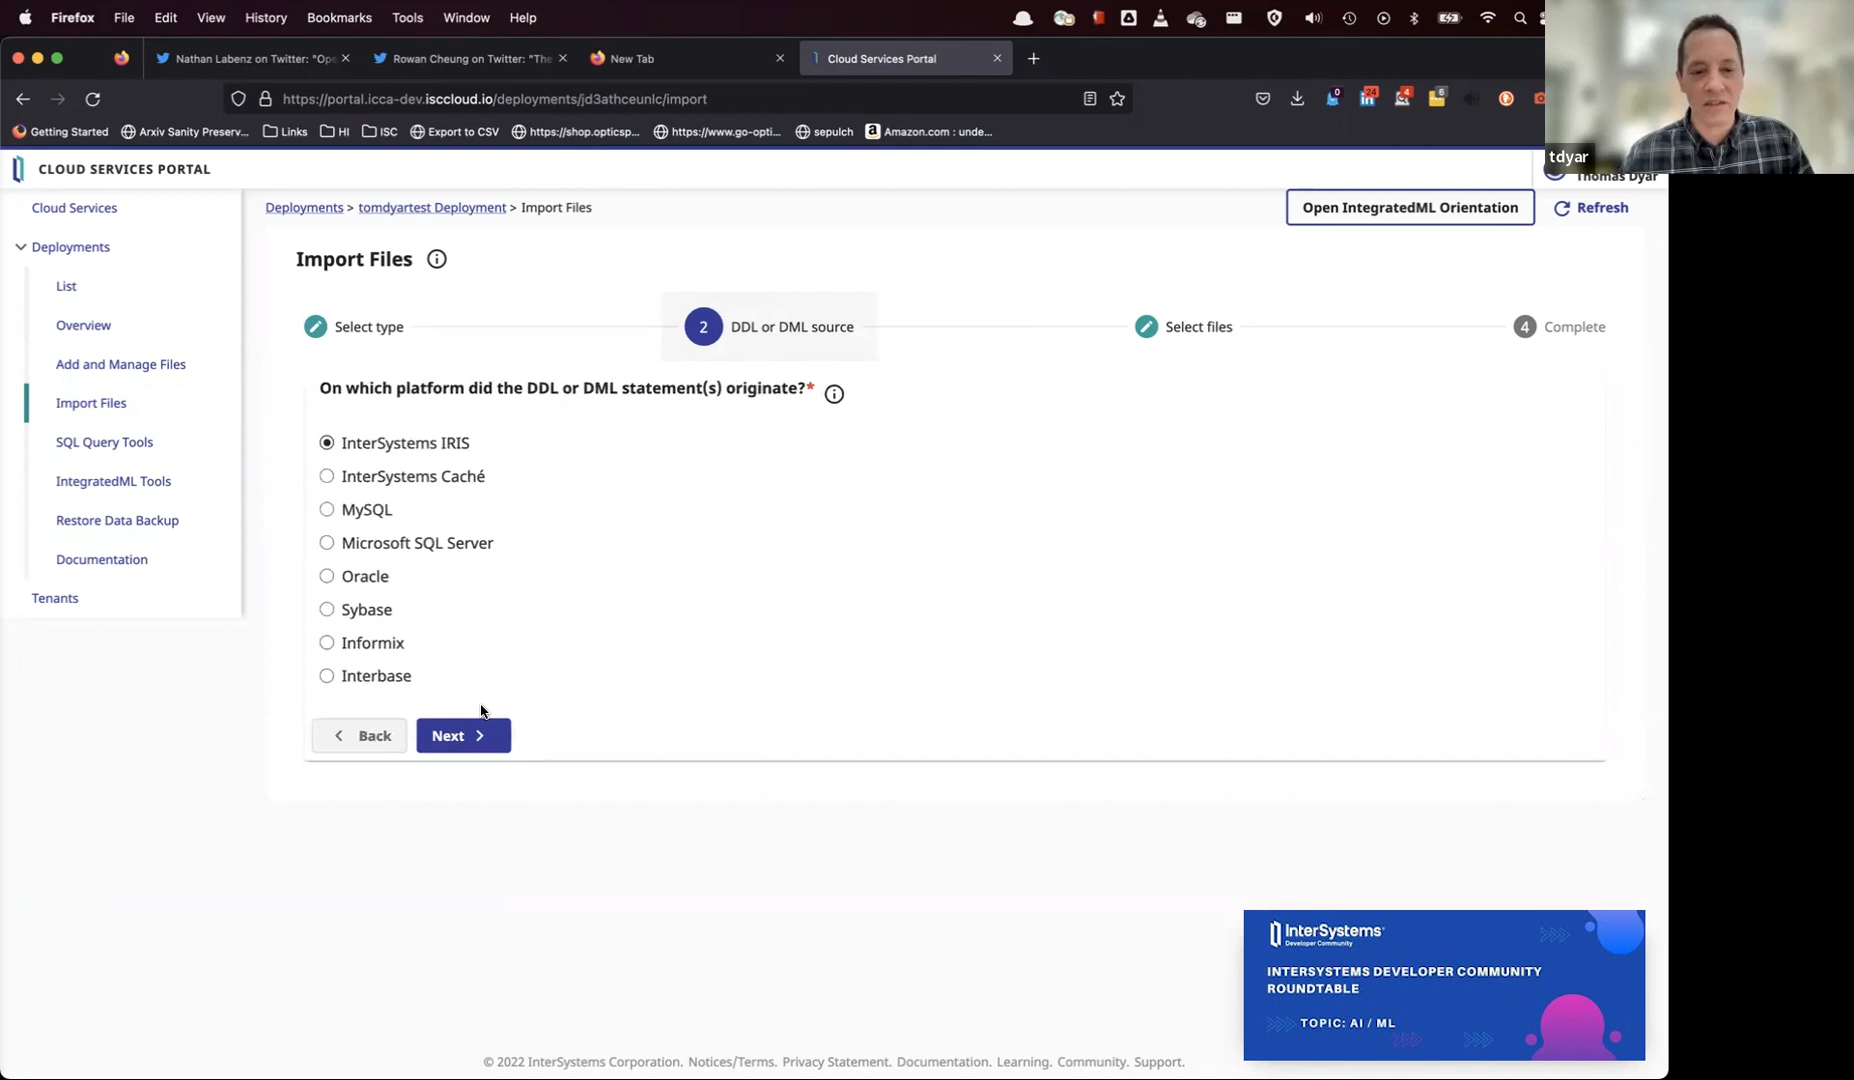 Firefox File Edit View History Bookmarks Tools Window Help
Nathan Labenz on Twitter: "Ope
Rowan Cheung on Twitter: "The
New Tab
Cloud Services Portal
https://portal.icca-dev.isccloud.io/deployments/jd3athceunlc/import
0 24 4 6
Getting Started Arxiv Sanity Preserv... Links HI ISC Export to CSV https://shop.opticsp... https://www.go-opti... sepulch Amazon.com : unde...
tdyar
CLOUD SERVICES PORTAL
Thomas Dyar
Cloud Services
Deployments
List
Overview
Add and Manage Files
Import Files
SQL Query Tools
IntegratedML Tools
Restore Data Backup
Documentation
Tenants
Deployments > tomdyartest Deployment > Import Files
Open IntegratedML Orientation
Refresh
Import Files
Select type
2 DDL or DML source
Select files
4 Complete
On which platform did the DDL or DML statement(s) originate?*
InterSystems IRIS
InterSystems Caché
MySQL
Microsoft SQL Server
Oracle
Sybase
Informix
Interbase
Back
Next
InterSystems
Developer Community
INTERSYSTEMS DEVELOPER COMMUNITY
ROUNDTABLE
TOPIC: AI / ML
© 2022 InterSystems Corporation. Notices/Terms. Privacy Statement. Documentation. Learning. Community. Support.